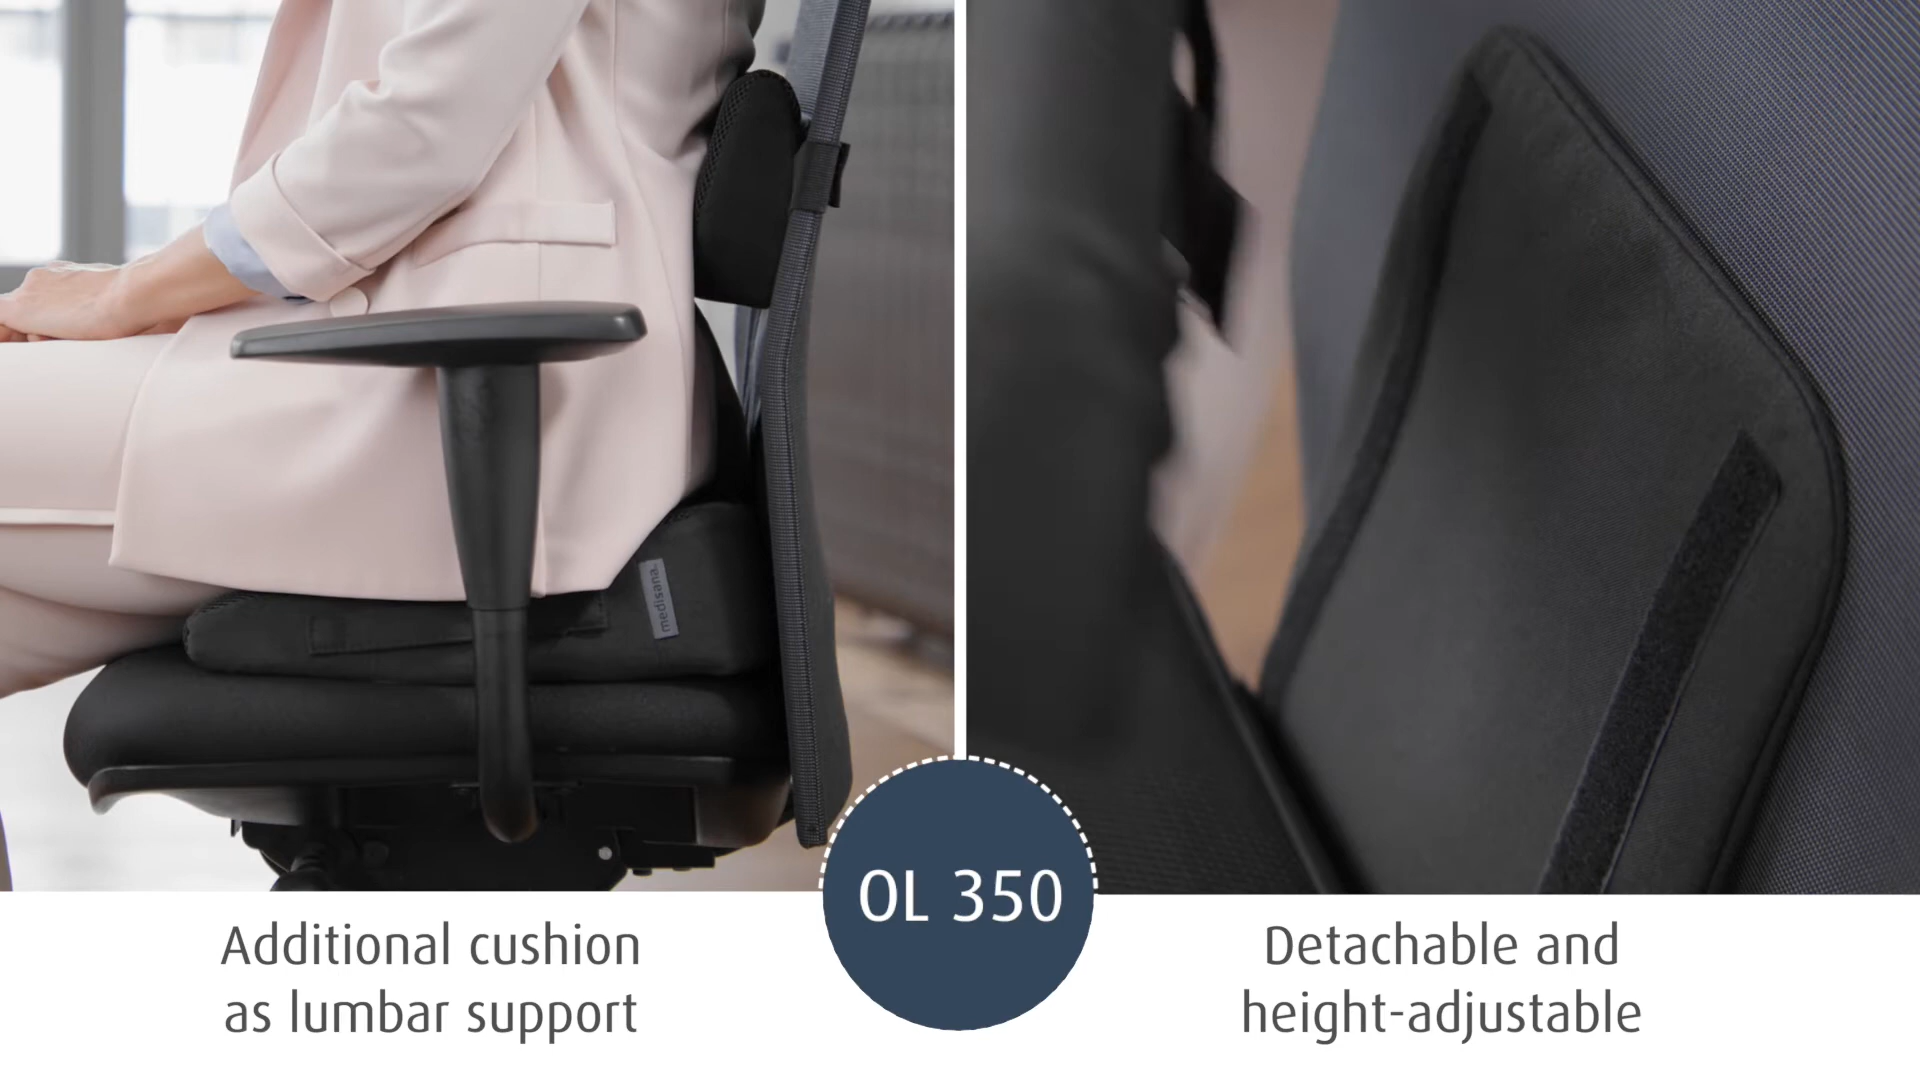 medisana
OL 350
Additional cushion
as lumbar support
Detachable and
height-adjustable